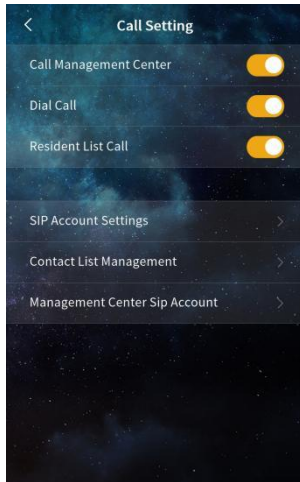 Call Setting
Call Management Center
Dial Call
Resident List Call
SIP Account Settings
Contact List Management
Management Center Sip Account